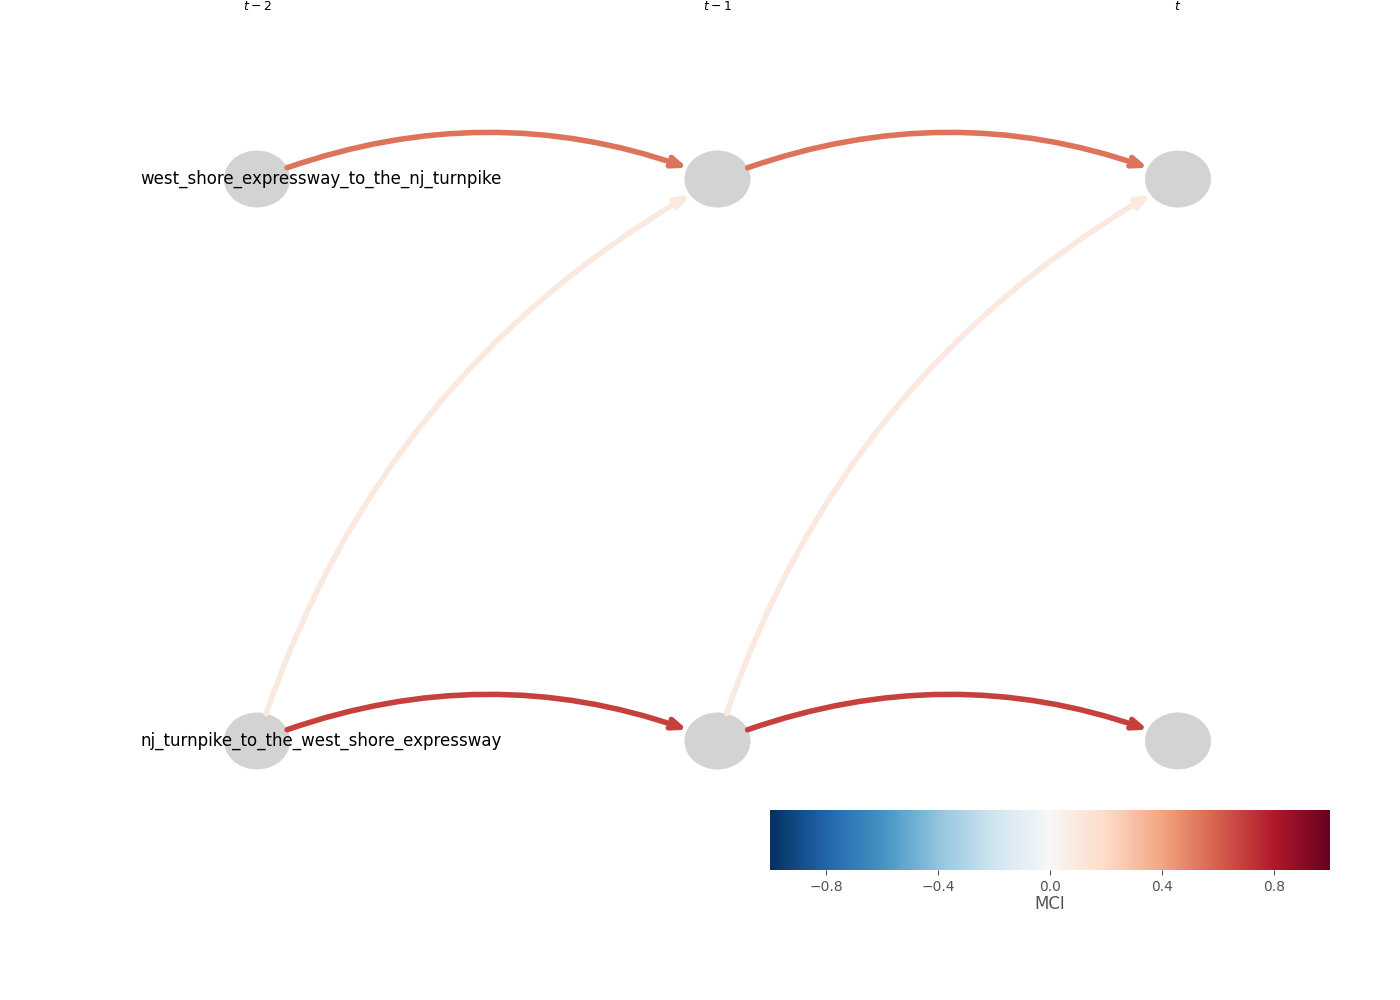 t − 2 t − 1 t
west_shore_expressway_to_the_nj_turnpike
nj_turnpike_to_the_west_shore_expressway
−0.8 −0.4 0.0 0.4 0.8
MCI